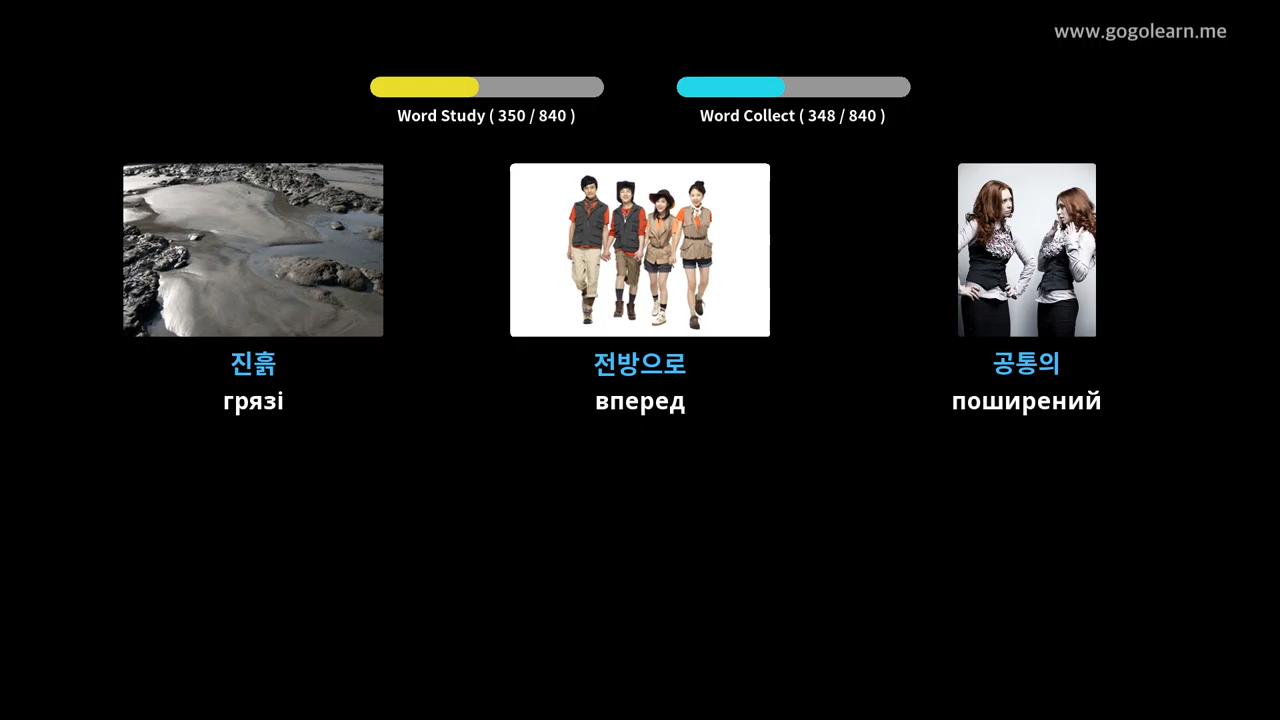 www.gogolearn.me
Word Study ( 350 / 840 )
Word Collect ( 348 / 840 )
진흙
грязі
전방으로
вперед
공통의
поширений